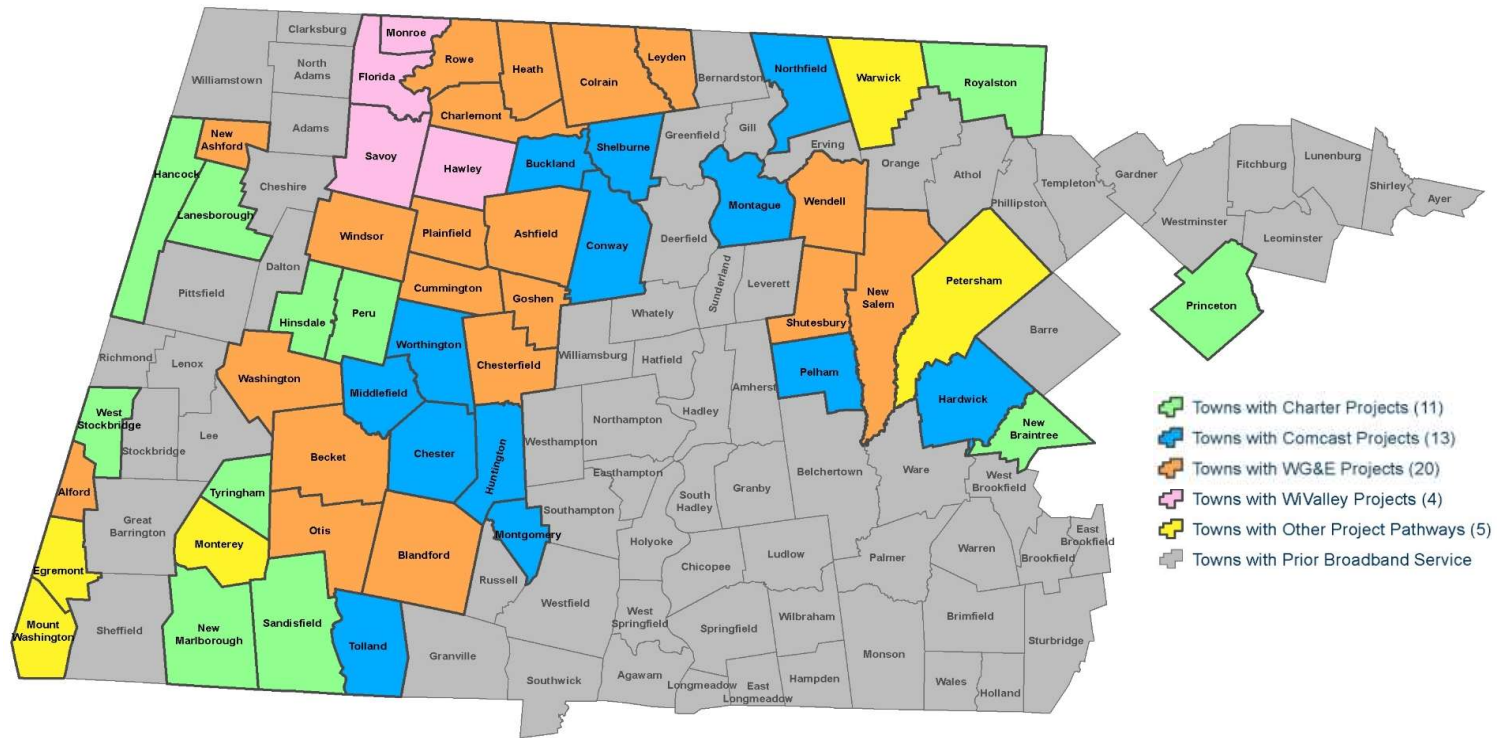 Clarksburg
Monroe
Williamstown
North
Adams
Florida
Rowe
Heath
Colrain
Leyden
Bernardston
Northfield
Warwick
Royalston
Adams
Charlemont
New
Ashford
Savoy
Hawley
Buckland
Shelburne
Greenfield
Gill
Erving
Orange
Athol
Phillipston
Templeton
Gardner
Westminster
Fitchburg
Lunenburg
Shirley
Ayer
Leominster
Hancock
Cheshire
Lanesborough
Windsor
Plainfield
Ashfield
Conway
Deerfield
Montague
Wendell
Dalton
Pittsfield
Cummington
Goshen
Sunderland
Leverett
New
Salem
Petersham
Princeton
Hinsdale
Peru
Worthington
Whately
Shutesbury
Barre
Richmond
Lenox
Washington
Middlefield
Chesterfield
Williamsburg
Hatfield
Amherst
Pelham
Hardwick
New
Braintree
West
Stockbridge
Stockbridge
Lee
Becket
Chester
Huntington
Westhampton
Northampton
Hadley
Belchertown
Ware
West
Brookfield
Alford
Tyringham
Great
Barrington
Otis
Blandford
Montgomery
Easthampton
Southampton
South
Hadley
Granby
Holyoke
Ludlow
Palmer
Warren
Brookfield
East
Brookfield
Monterey
Egremont
Russell
Chicopee
Westfield
West
Springfield
Springfield
Wilbraham
Brimfield
Sturbridge
Mount
Washington
Sheffield
New
Marlborough
Sandisfield
Tolland
Granville
Southwick
Agawam
Longmeadow
East
Longmeadow
Hampden
Monson
Wales
Holland
Towns with Charter Projects (11)
Towns with Comcast Projects (13)
Towns with WG&E Projects (20)
Towns with WiValley Projects (4)
Towns with Other Project Pathways (5)
Towns with Prior Broadband Service